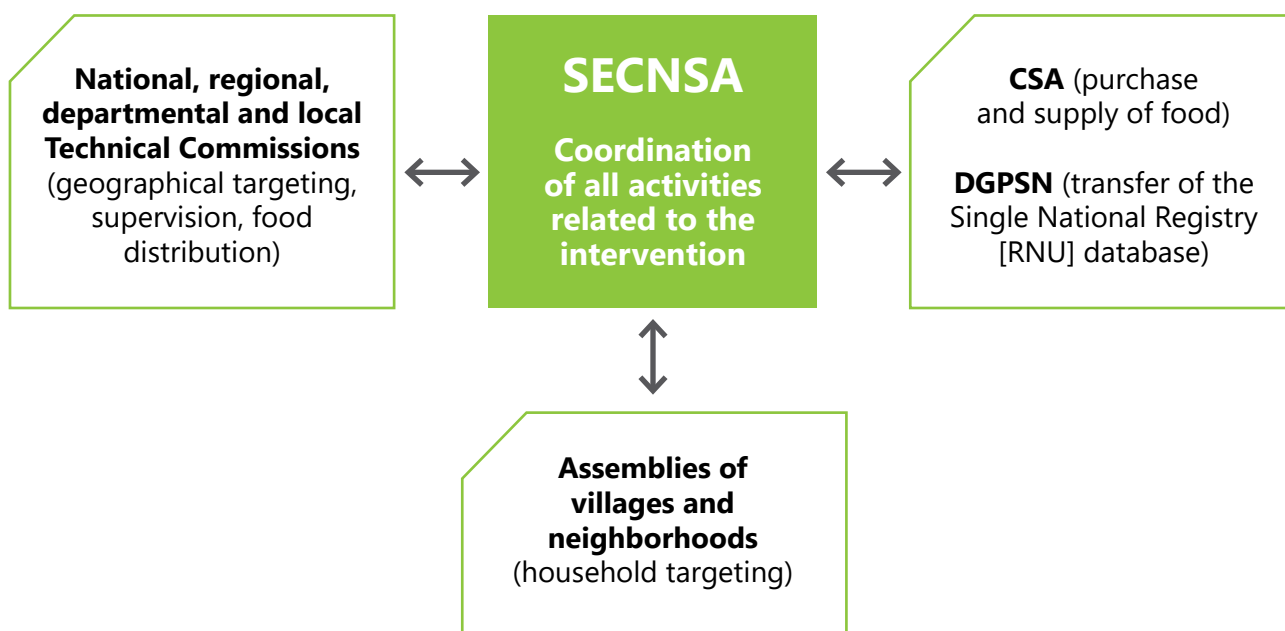 National, regional,
departmental and local
Technical Commissions
(geographical targeting,
supervision, food
distribution)
SECNSA
Coordination
of all activities
related to the
intervention
CSA (purchase
and supply of food)
DGPSN (transfer of the
Single National Registry
[RNU] database)
Assemblies of
villages and
neighborhoods
(household targeting)